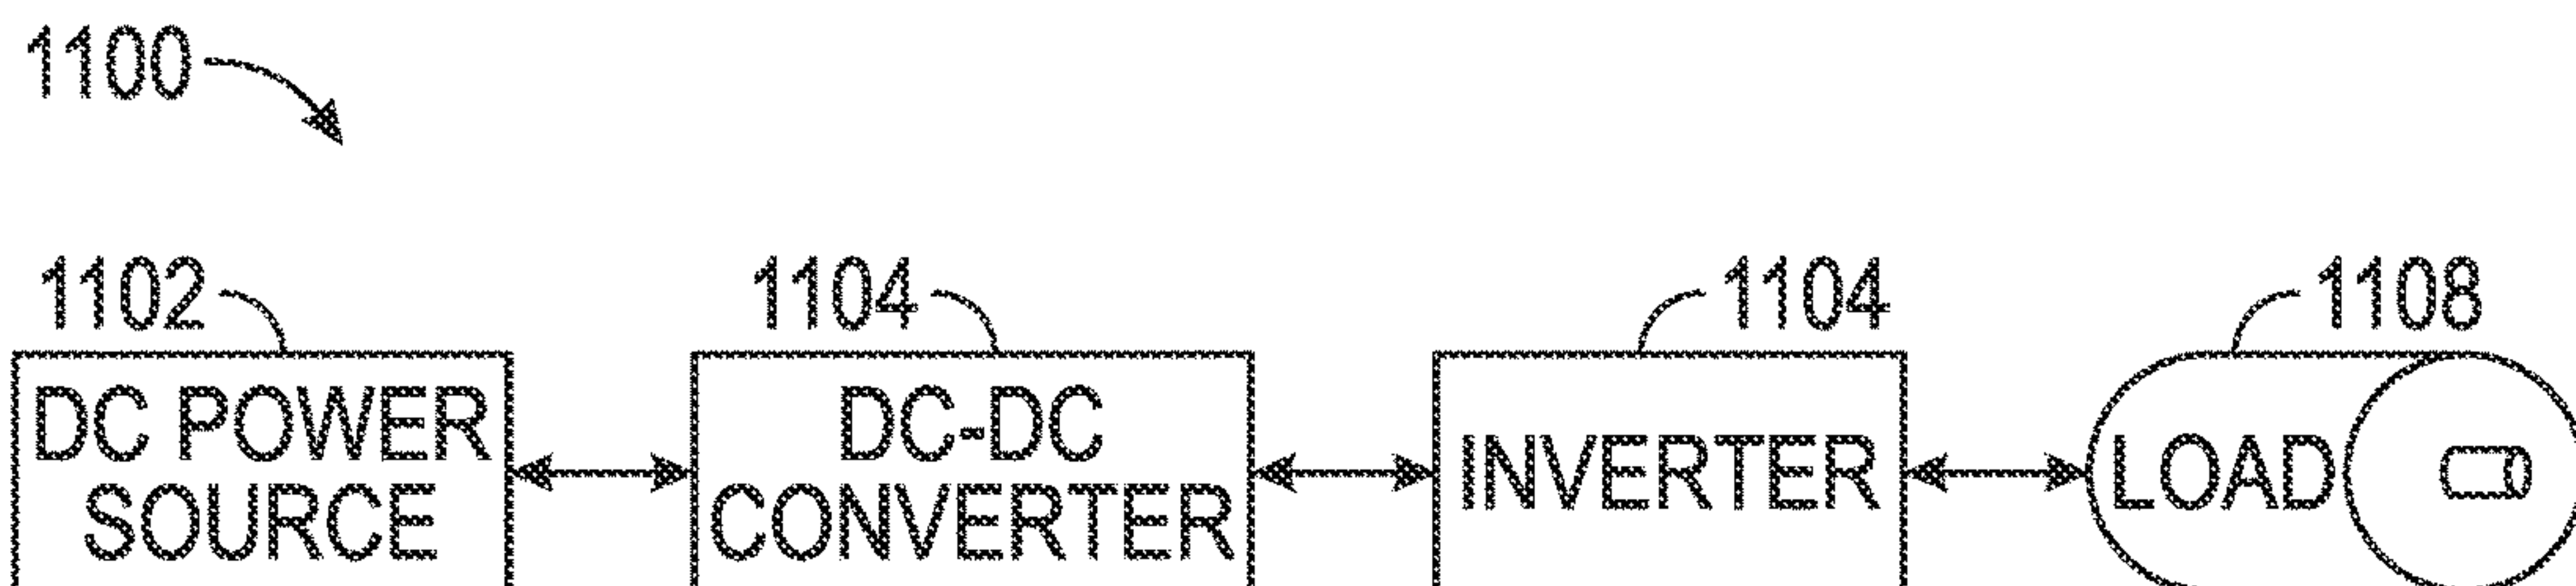 1100
1102
1104
1104
1108
DC POWER
SOURCE
DC-DC
CONVERTER
INVERTER
LOAD